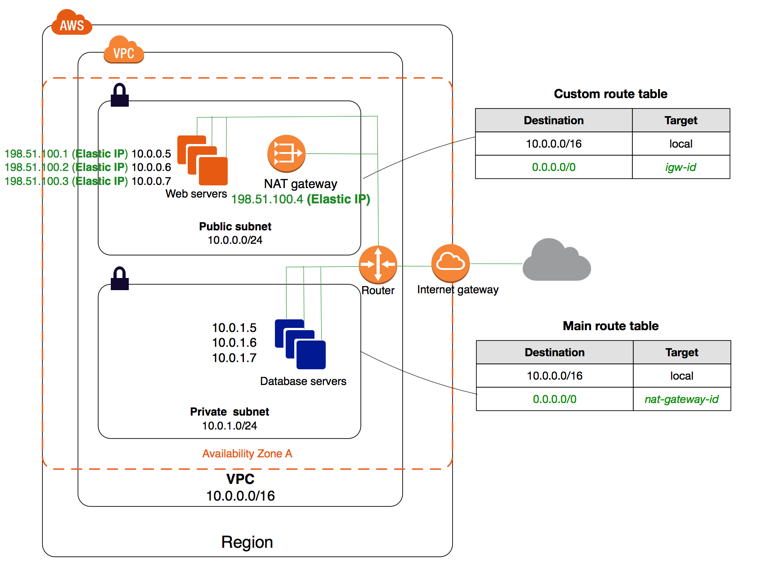 AWS
VPC
Custom route table
Destination Target
10.0.0.0/16 local
0.0.0.0/0 igw-id
198.51.100.1 (Elastic IP) 10.0.0.5
198.51.100.2 (Elastic IP) 10.0.0.6
198.51.100.3 (Elastic IP) 10.0.0.7
Web servers
NAT gateway
198.51.100.4 (Elastic IP)
Public subnet
10.0.0.0/24
Router
Internet gateway
10.0.1.5
10.0.1.6
10.0.1.7
Database servers
Private subnet
10.0.1.0/24
Main route table
Destination Target
10.0.0.0/16 local
0.0.0.0/0 nat-gateway-id
Availability Zone A
VPC
10.0.0.0/16
Region